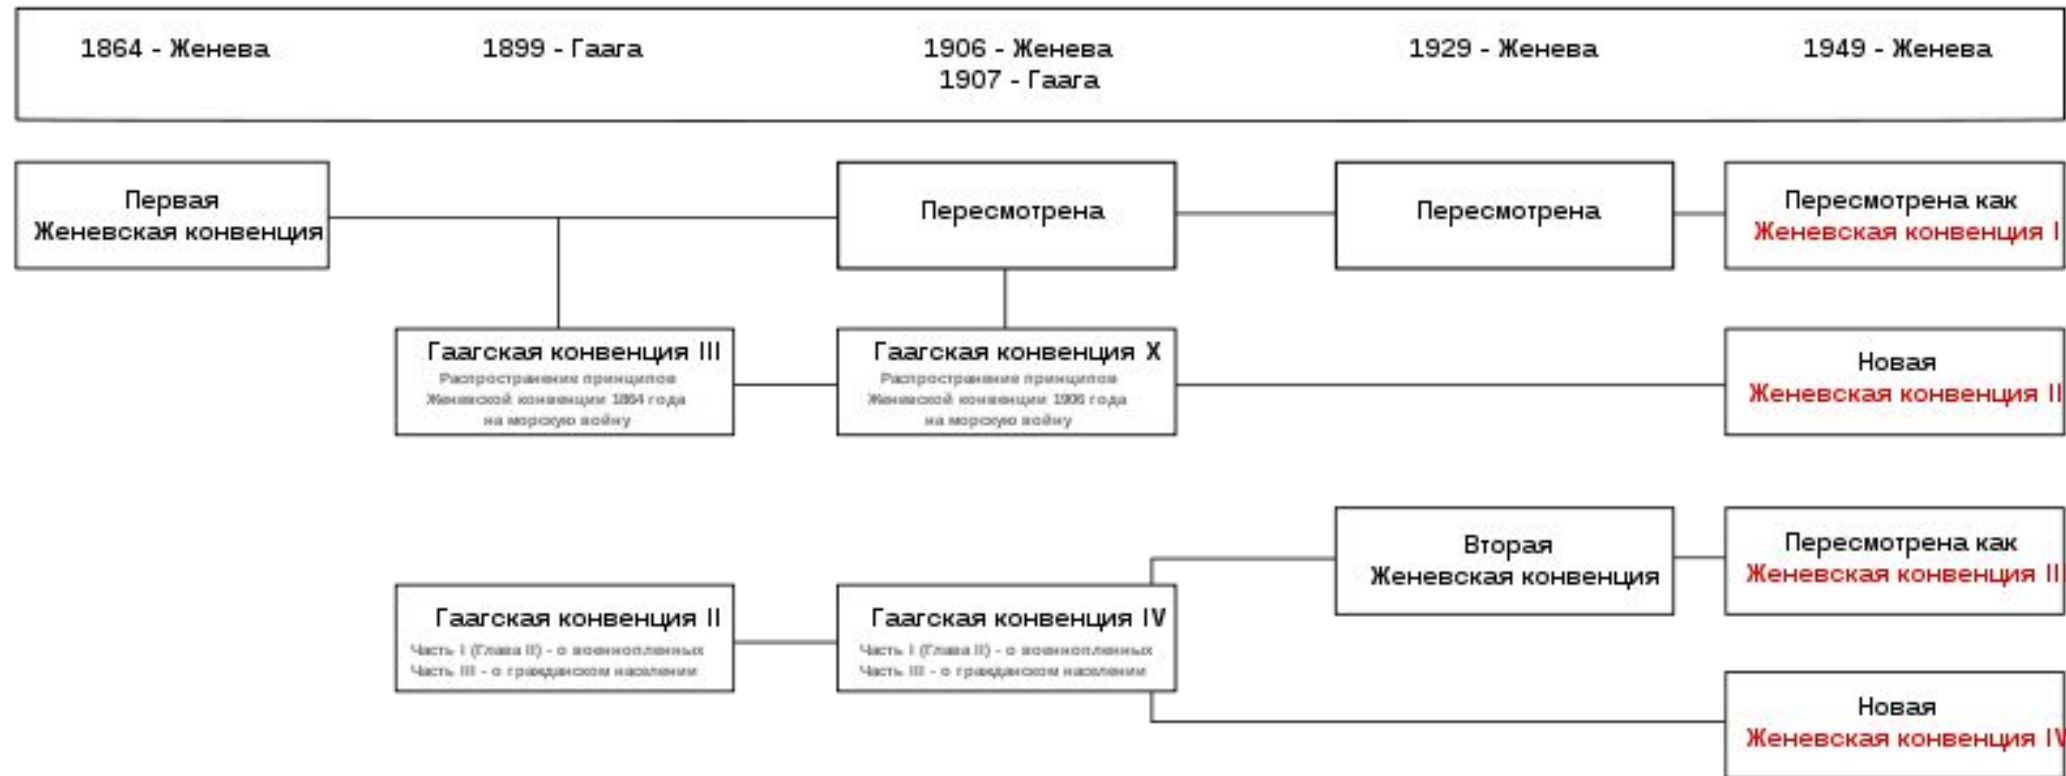 1864 - Женева
1899 - Гаага
1906 - Женева
1907 - Гаага
1929 - Женева
1949 - Женева
Первая
Женевская конвенция
Пересмотрена
Пересмотрена
Пересмотрена как
Женевская конвенция I
Гаагская конвенция III
Распространение принципов
Женевской конвенции 1864 года
на морскую войну
Гаагская конвенция X
Распространение принципов
Женевской конвенции 1906 года
на морскую войну
Новая
Женевская конвенция II
Вторая
Женевская конвенция
Пересмотрена как
Женевская конвенция III
Гаагская конвенция II
Часть I (Глава II) - о военнопленных
Часть III - о гражданском населении
Гаагская конвенция IV
Часть I (Глава II) - о военнопленных
Часть III - о гражданском населении
Новая
Женевская конвенция IV